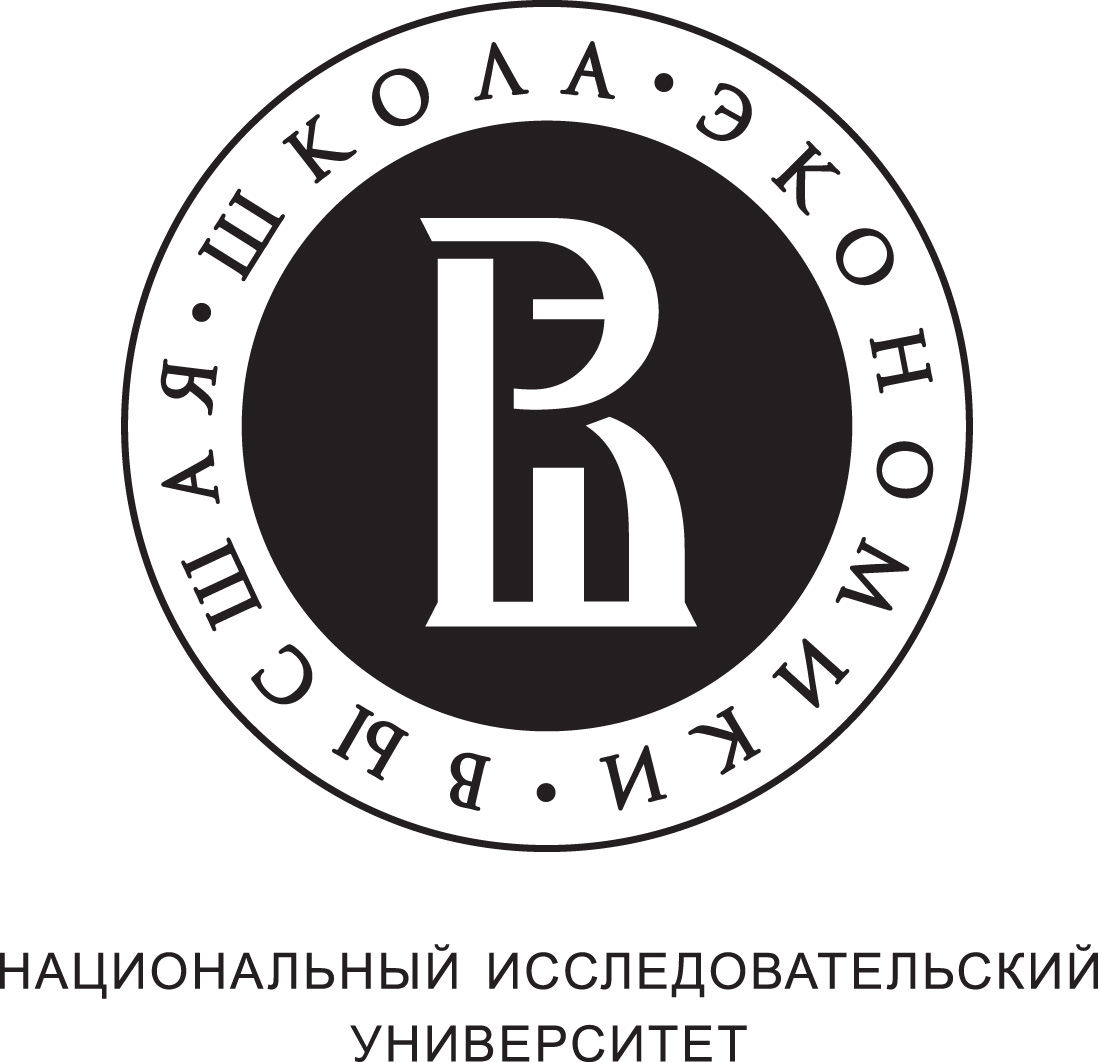 ВЫСШАЯ · ШКОЛА · ЭКОНОМИКИ ·
НАЦИОНАЛЬНЫЙ ИССЛЕДОВАТЕЛЬСКИЙ
УНИВЕРСИТЕТ